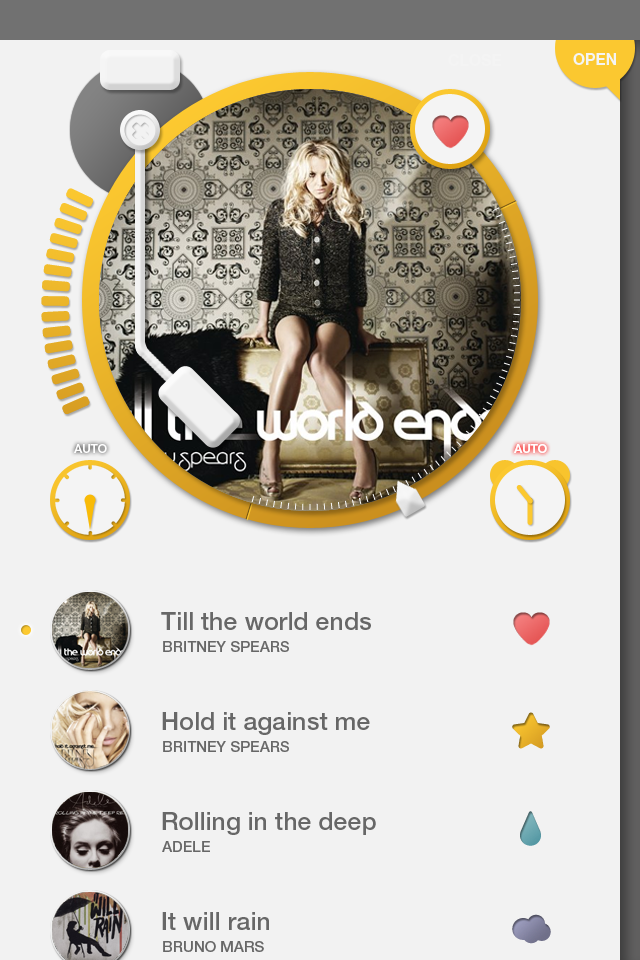 OPEN
the world end
spears
AUTO
AUTO
Till the world ends
BRITNEY SPEARS
Hold it against me
BRITNEY SPEARS
Rolling in the deep
ADELE
It will rain
BRUNO MARS